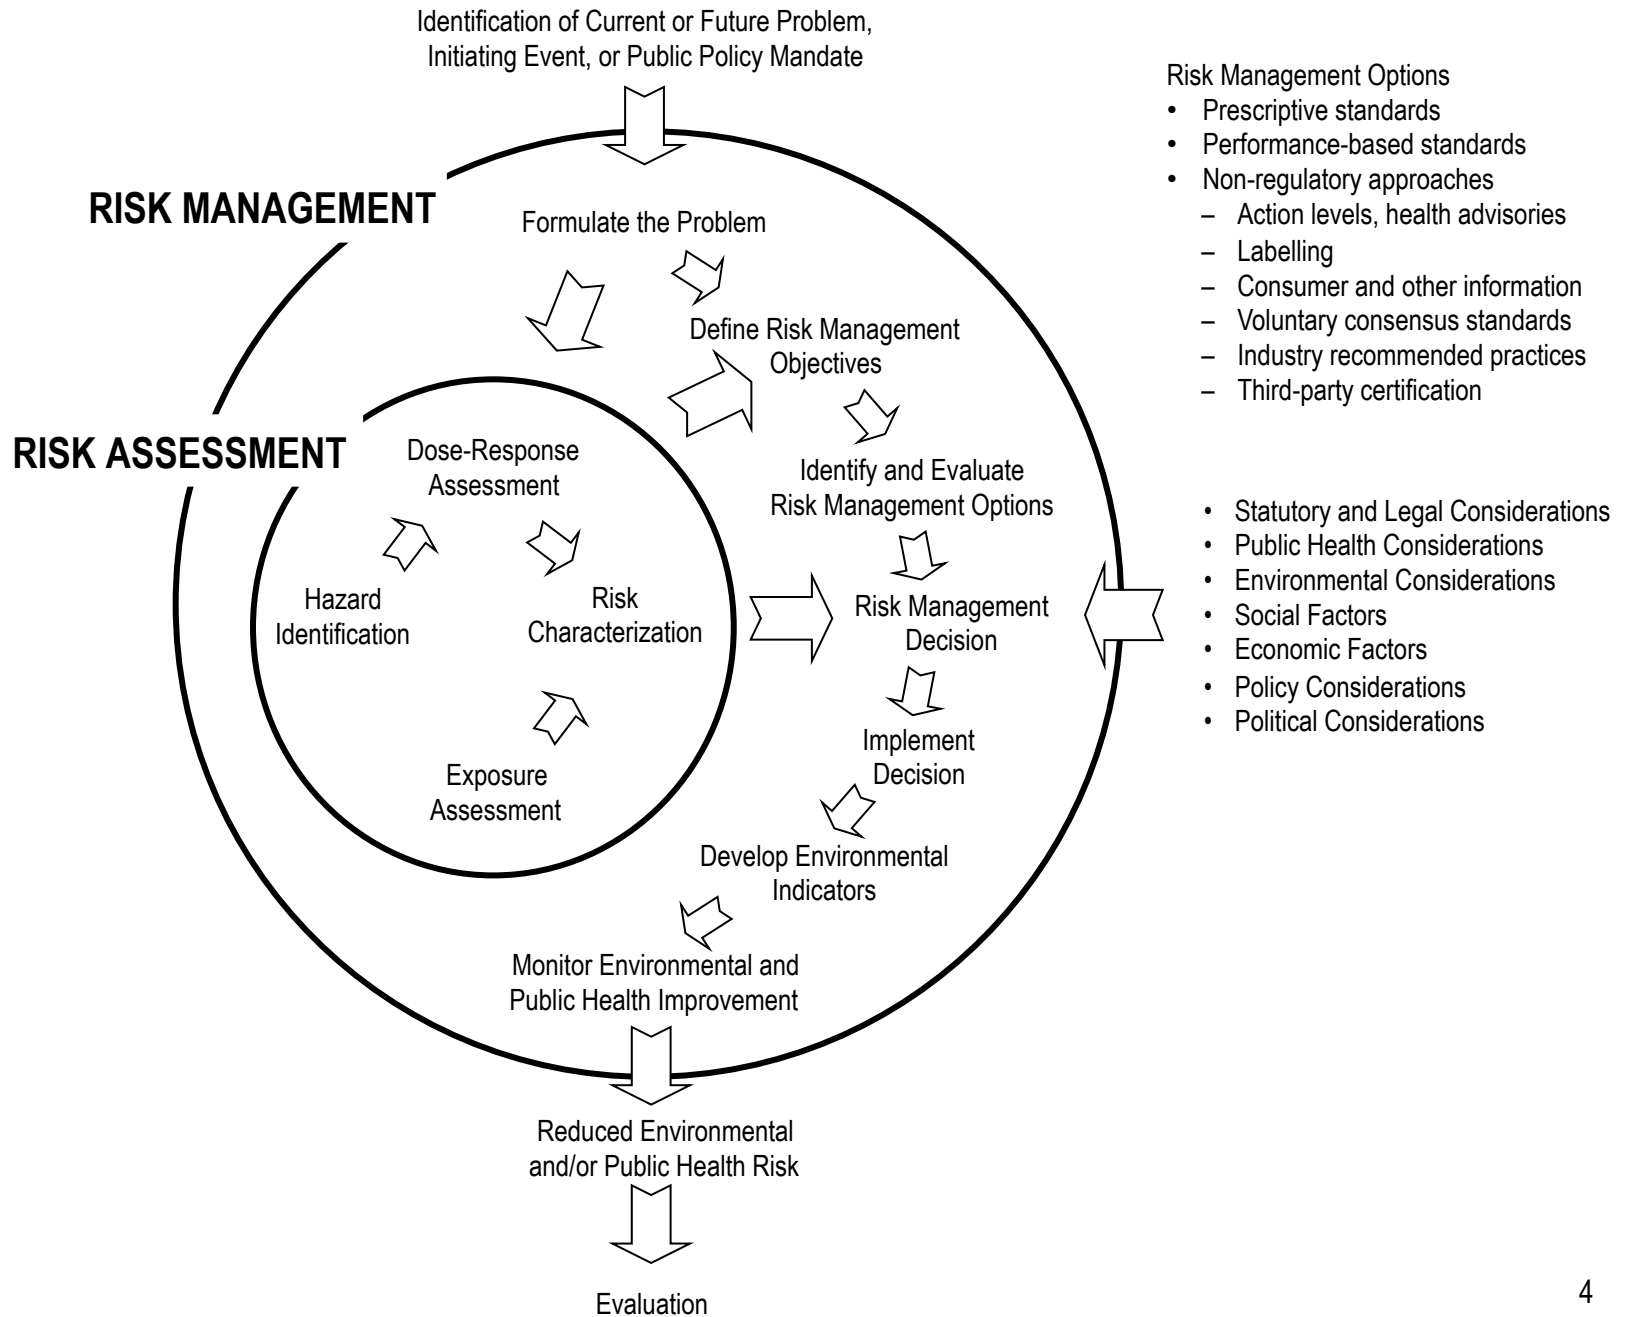 Identification of Current or Future Problem,
Initiating Event, or Public Policy Mandate
RISK MANAGEMENT
Formulate the Problem
Define Risk Management
Objectives
RISK ASSESSMENT
Dose-Response
Assessment
Identify and Evaluate
Risk Management Options
Hazard
Identification
Risk
Characterization
Risk Management
Decision
Exposure
Assessment
Implement
Decision
Develop Environmental
Indicators
Monitor Environmental and
Public Health Improvement
Reduced Environmental
and/or Public Health Risk
Evaluation
Risk Management Options
• Prescriptive standards
• Performance-based standards
• Non-regulatory approaches
– Action levels, health advisories
– Labelling
– Consumer and other information
– Voluntary consensus standards
– Industry recommended practices
– Third-party certification
• Statutory and Legal Considerations
• Public Health Considerations
• Environmental Considerations
• Social Factors
• Economic Factors
• Policy Considerations
• Political Considerations
4